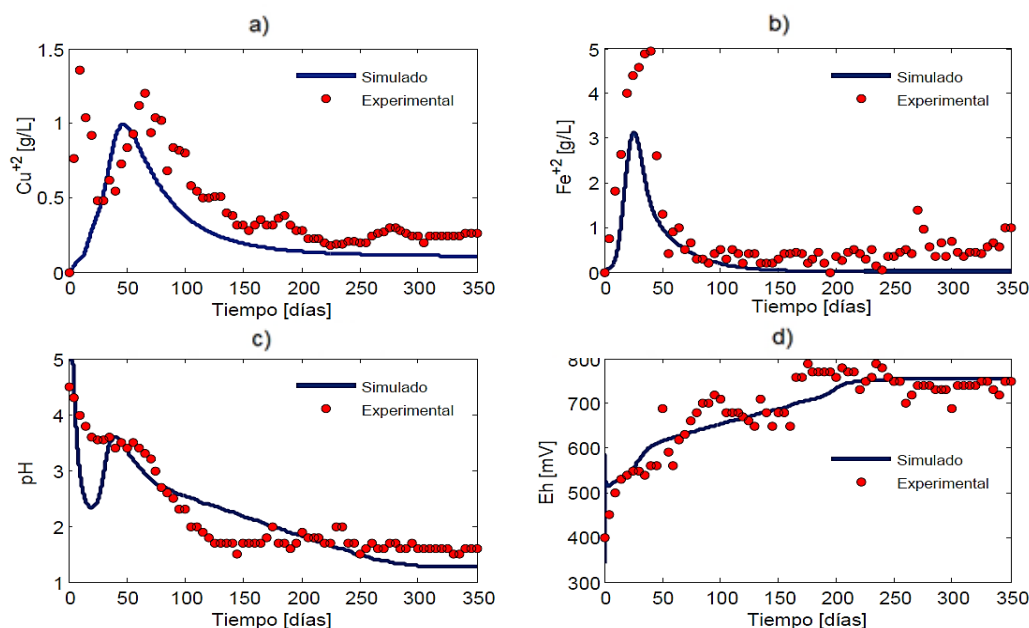 a)
1.5
1
0.5
0
Cu+2 [g/L]
Simulado
Experimental
0 50 100 150 200 250 300 350
Tiempo [días]
b)
5
4
3
2
1
0
Fe+2 [g/L]
Simulado
Experimental
0 50 100 150 200 250 300 350
Tiempo [días]
c)
5
4
3
2
1
pH
Simulado
Experimental
0 50 100 150 200 250 300 350
Tiempo [días]
d)
800
700
600
500
400
300
Eh [mV]
Simulado
Experimental
0 50 100 150 200 250 300 350
Tiempo [días]